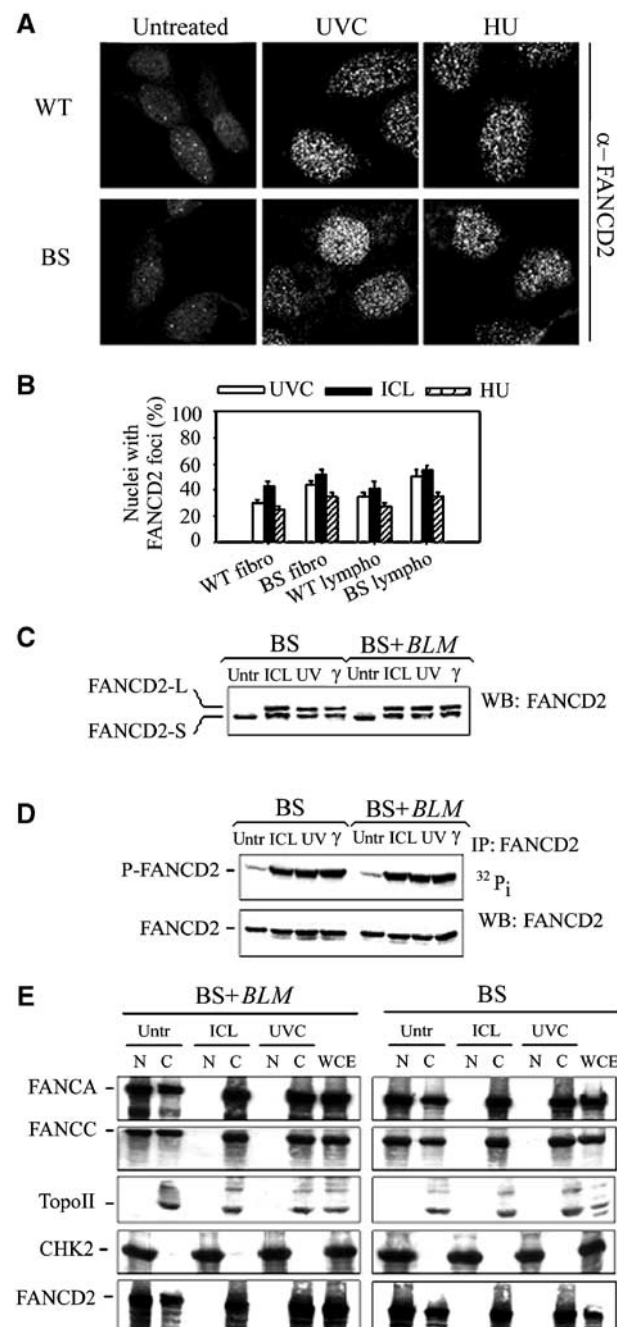 A
Untreated UVC HU
WT
BS
α–FANCD2
B
UVC ICL HU
Nuclei with
FANCD2 foci (%)
100
80
60
40
20
0
WT fibro BS fibro WT lympho BS lympho
C
BS BS+BLM
Untr ICL UV γ Untr ICL UV γ
FANCD2-L
FANCD2-S
WB: FANCD2
D
BS BS+BLM
Untr ICL UV γ Untr ICL UV γ
IP: FANCD2
P-FANCD2
32 Pi
FANCD2
WB: FANCD2
E
BS+BLM BS
Untr ICL UVC Untr ICL UVC
N C N C N C WCE N C N C N C WCE
FANCA
FANCC
TopoII
CHK2
FANCD2